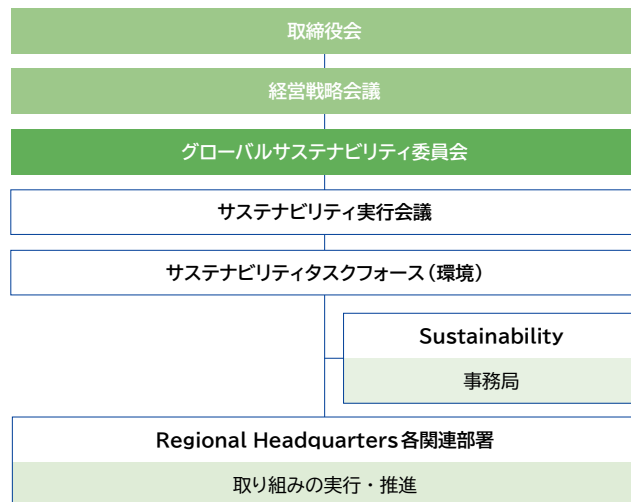 取締役会
経営戦略会議
グローバルサステナビリティ委員会
サステナビリティ実行会議
サステナビリティタスクフォース（環境）
Sustainability
事務局
Regional Headquarters各関連部署
取り組みの実行・推進